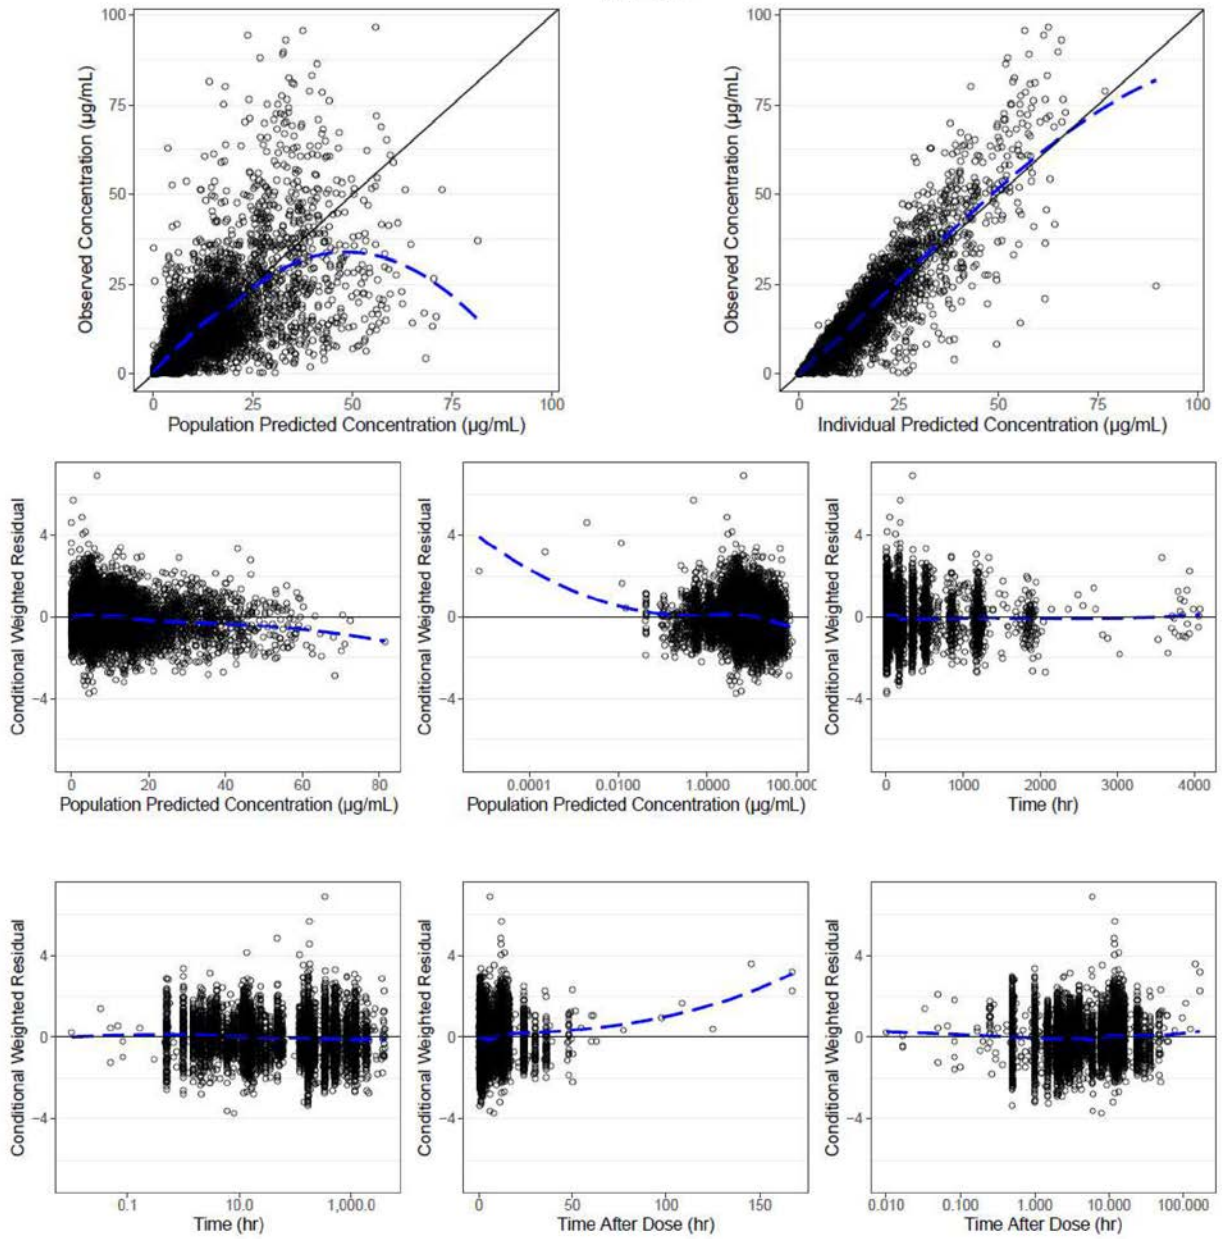 100
75
50
25
0
Observed Concentration (µg/mL)
0 25 50 75 100
Population Predicted Concentration (µg/mL)
100
75
50
25
0
Observed Concentration (µg/mL)
0 25 50 75 100
Individual Predicted Concentration (µg/mL)
4
0
−4
Conditional Weighted Residual
0 20 40 60 80
Population Predicted Concentration (µg/mL)
4
0
−4
Conditional Weighted Residual
0.0001 0.0100 1.0000 100.000
Population Predicted Concentration (µg/mL)
4
0
−4
Conditional Weighted Residual
0 1000 2000 3000 4000
Time (hr)
4
0
−4
Conditional Weighted Residual
0.1 10.0 1,000.0
Time (hr)
4
0
−4
Conditional Weighted Residual
0 50 100 150
Time After Dose (hr)
4
0
−4
Conditional Weighted Residual
0.010 0.100 1.000 10.000 100.000
Time After Dose (hr)